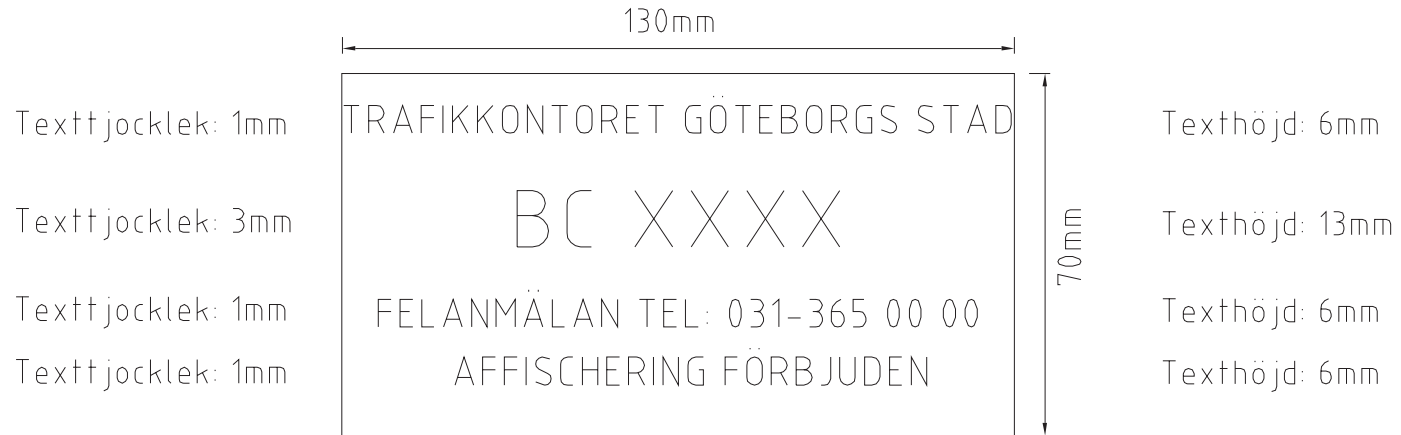 130mm
Texttjocklek: 1mm
TRAFIKKONTORET GÖTEBORGS STAD
Texthöjd: 6mm
Texttjocklek: 3mm
BC XXXX
Texthöjd: 13mm
70mm
Texttjocklek: 1mm
FELANMÄLAN TEL: 031-365 00 00
Texthöjd: 6mm
Texttjocklek: 1mm
AFFISCHERING FÖRBJUDEN
Texthöjd: 6mm